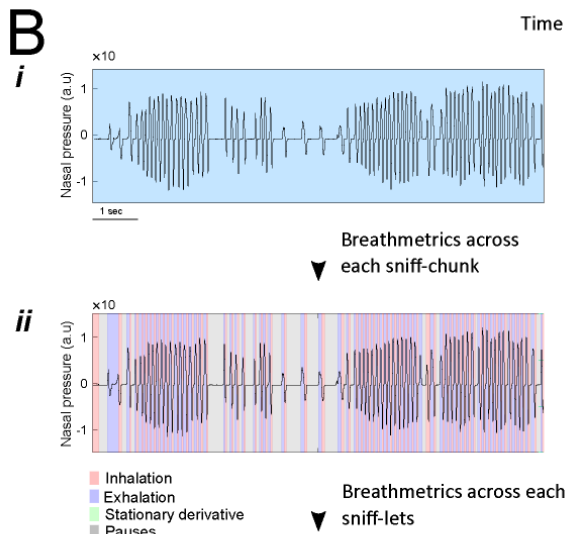 B
Time
i
×10
Nasal pressure (a.u)
1
0
-1
1 sec
Breathmetrics across
each sniff-chunk
ii
×10
Nasal pressure (a.u)
1
0
-1
Inhalation
Exhalation
Stationary derivative
Pauses
Breathmetrics across each
sniff-lets